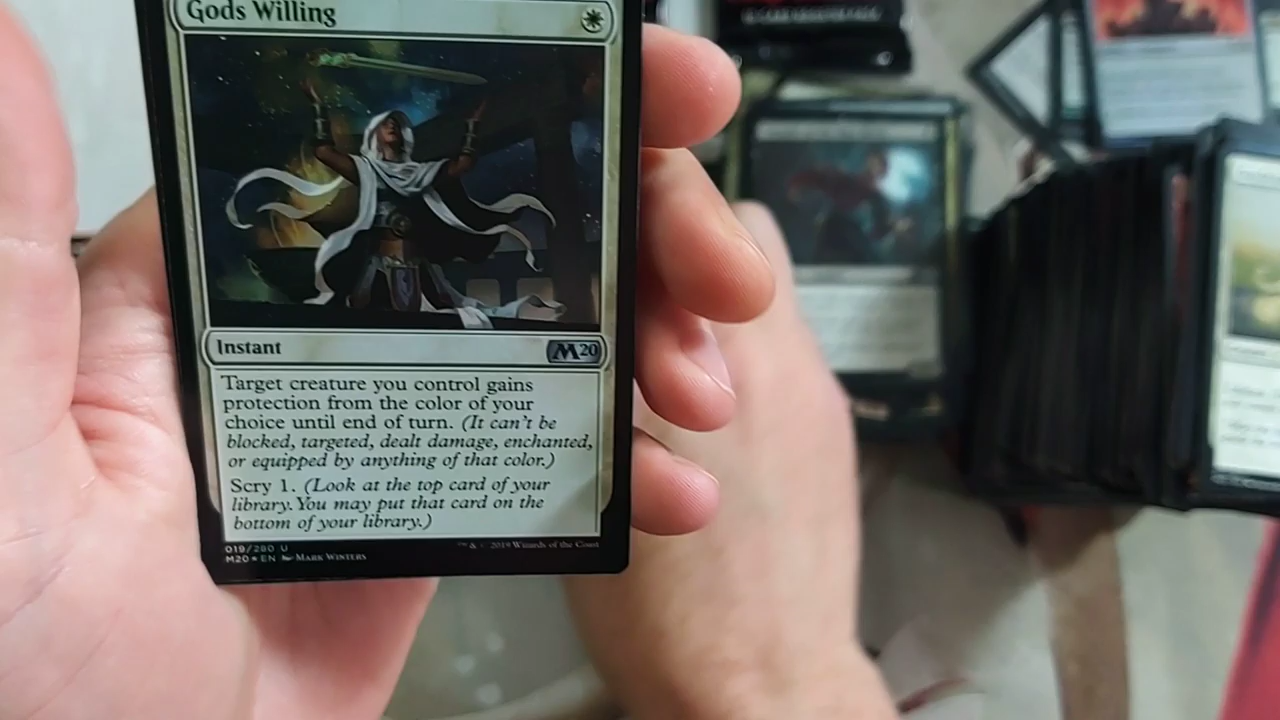 Gods Willing
Instant
M20
Target creature you control gains
protection from the color of your
choice until end of turn. (It can't be
blocked, targeted, dealt damage, enchanted,
or equipped by anything of that color.)
Scry 1. (Look at the top card of your
library. You may put that card on the
bottom of your library.)
019/280 U
M20 • EN Mark Winters
™ & © 2019 Wizards of the Coast